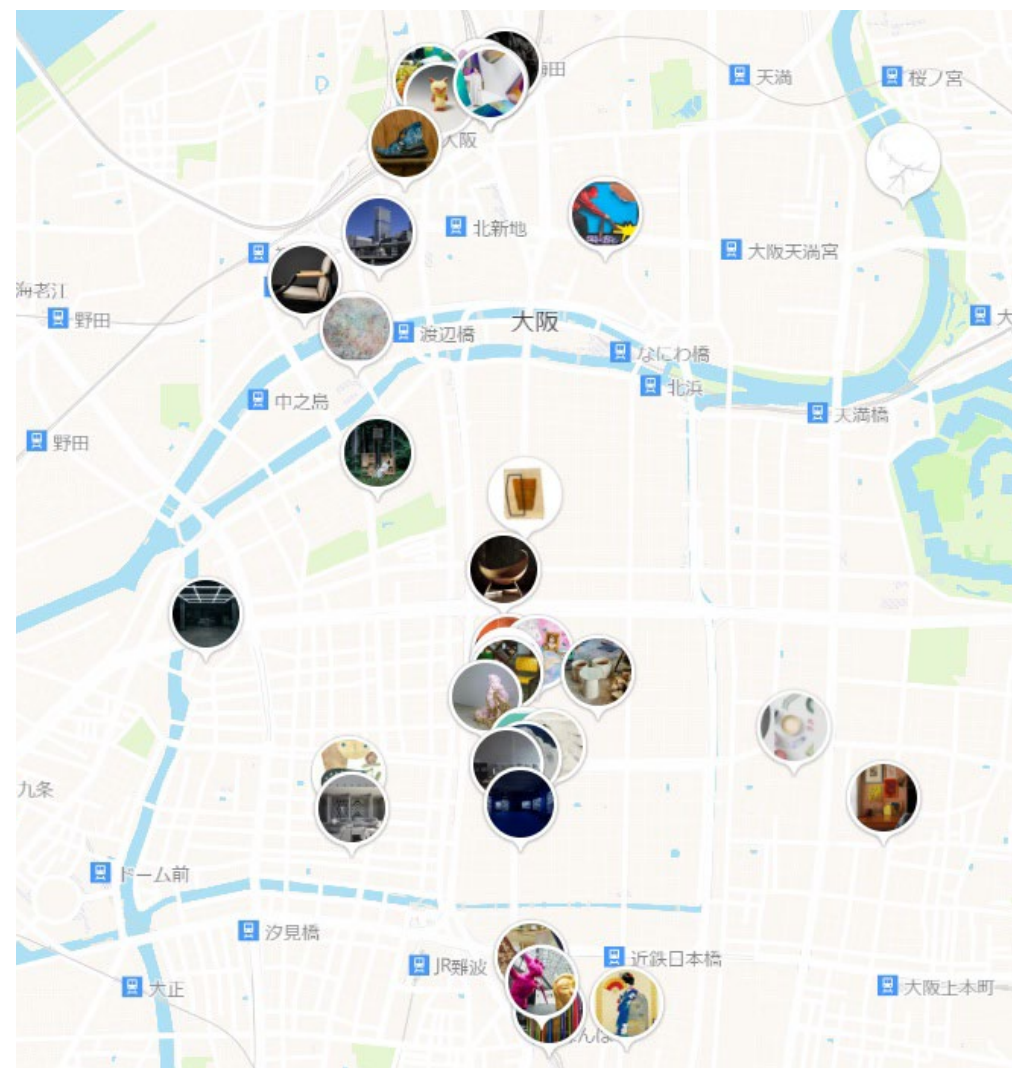 天満
桜ノ宮
大阪
北新地
大阪天満宮
海老江
野田
渡辺橋
大阪
なにわ橋
中之島
北浜
天満橋
野田
九条
ドーム前
汐見橋
JR難波
近鉄日本橋
大正
大阪上本町